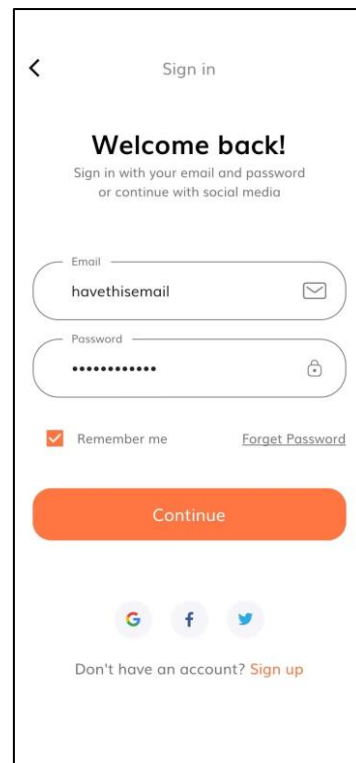 Sign in
Welcome back!
Sign in with your email and password
or continue with social media
Email
havethisemail
Password
••••••••••••
Remember me
Forget Password
Continue
Don't have an account? Sign up